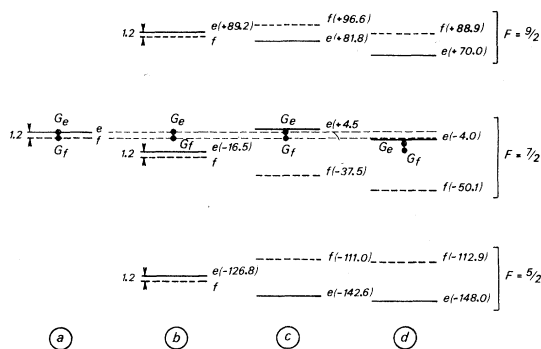 1.2 e(+89.2) f f(+96.6) e(+81.8) f(+88.9) e(+70.0) F = 9/2
1.2 Ge e f Gf Ge Gf e(-16.5) f Ge Gf e(+4.5 f(-37.5) e(-4.0) Ge Gf f(-50.1) F = 7/2
1.2 e(-126.8) f f(-111.0) e(-142.6) f(-112.9) e(-148.0) F = 5/2
a b c d